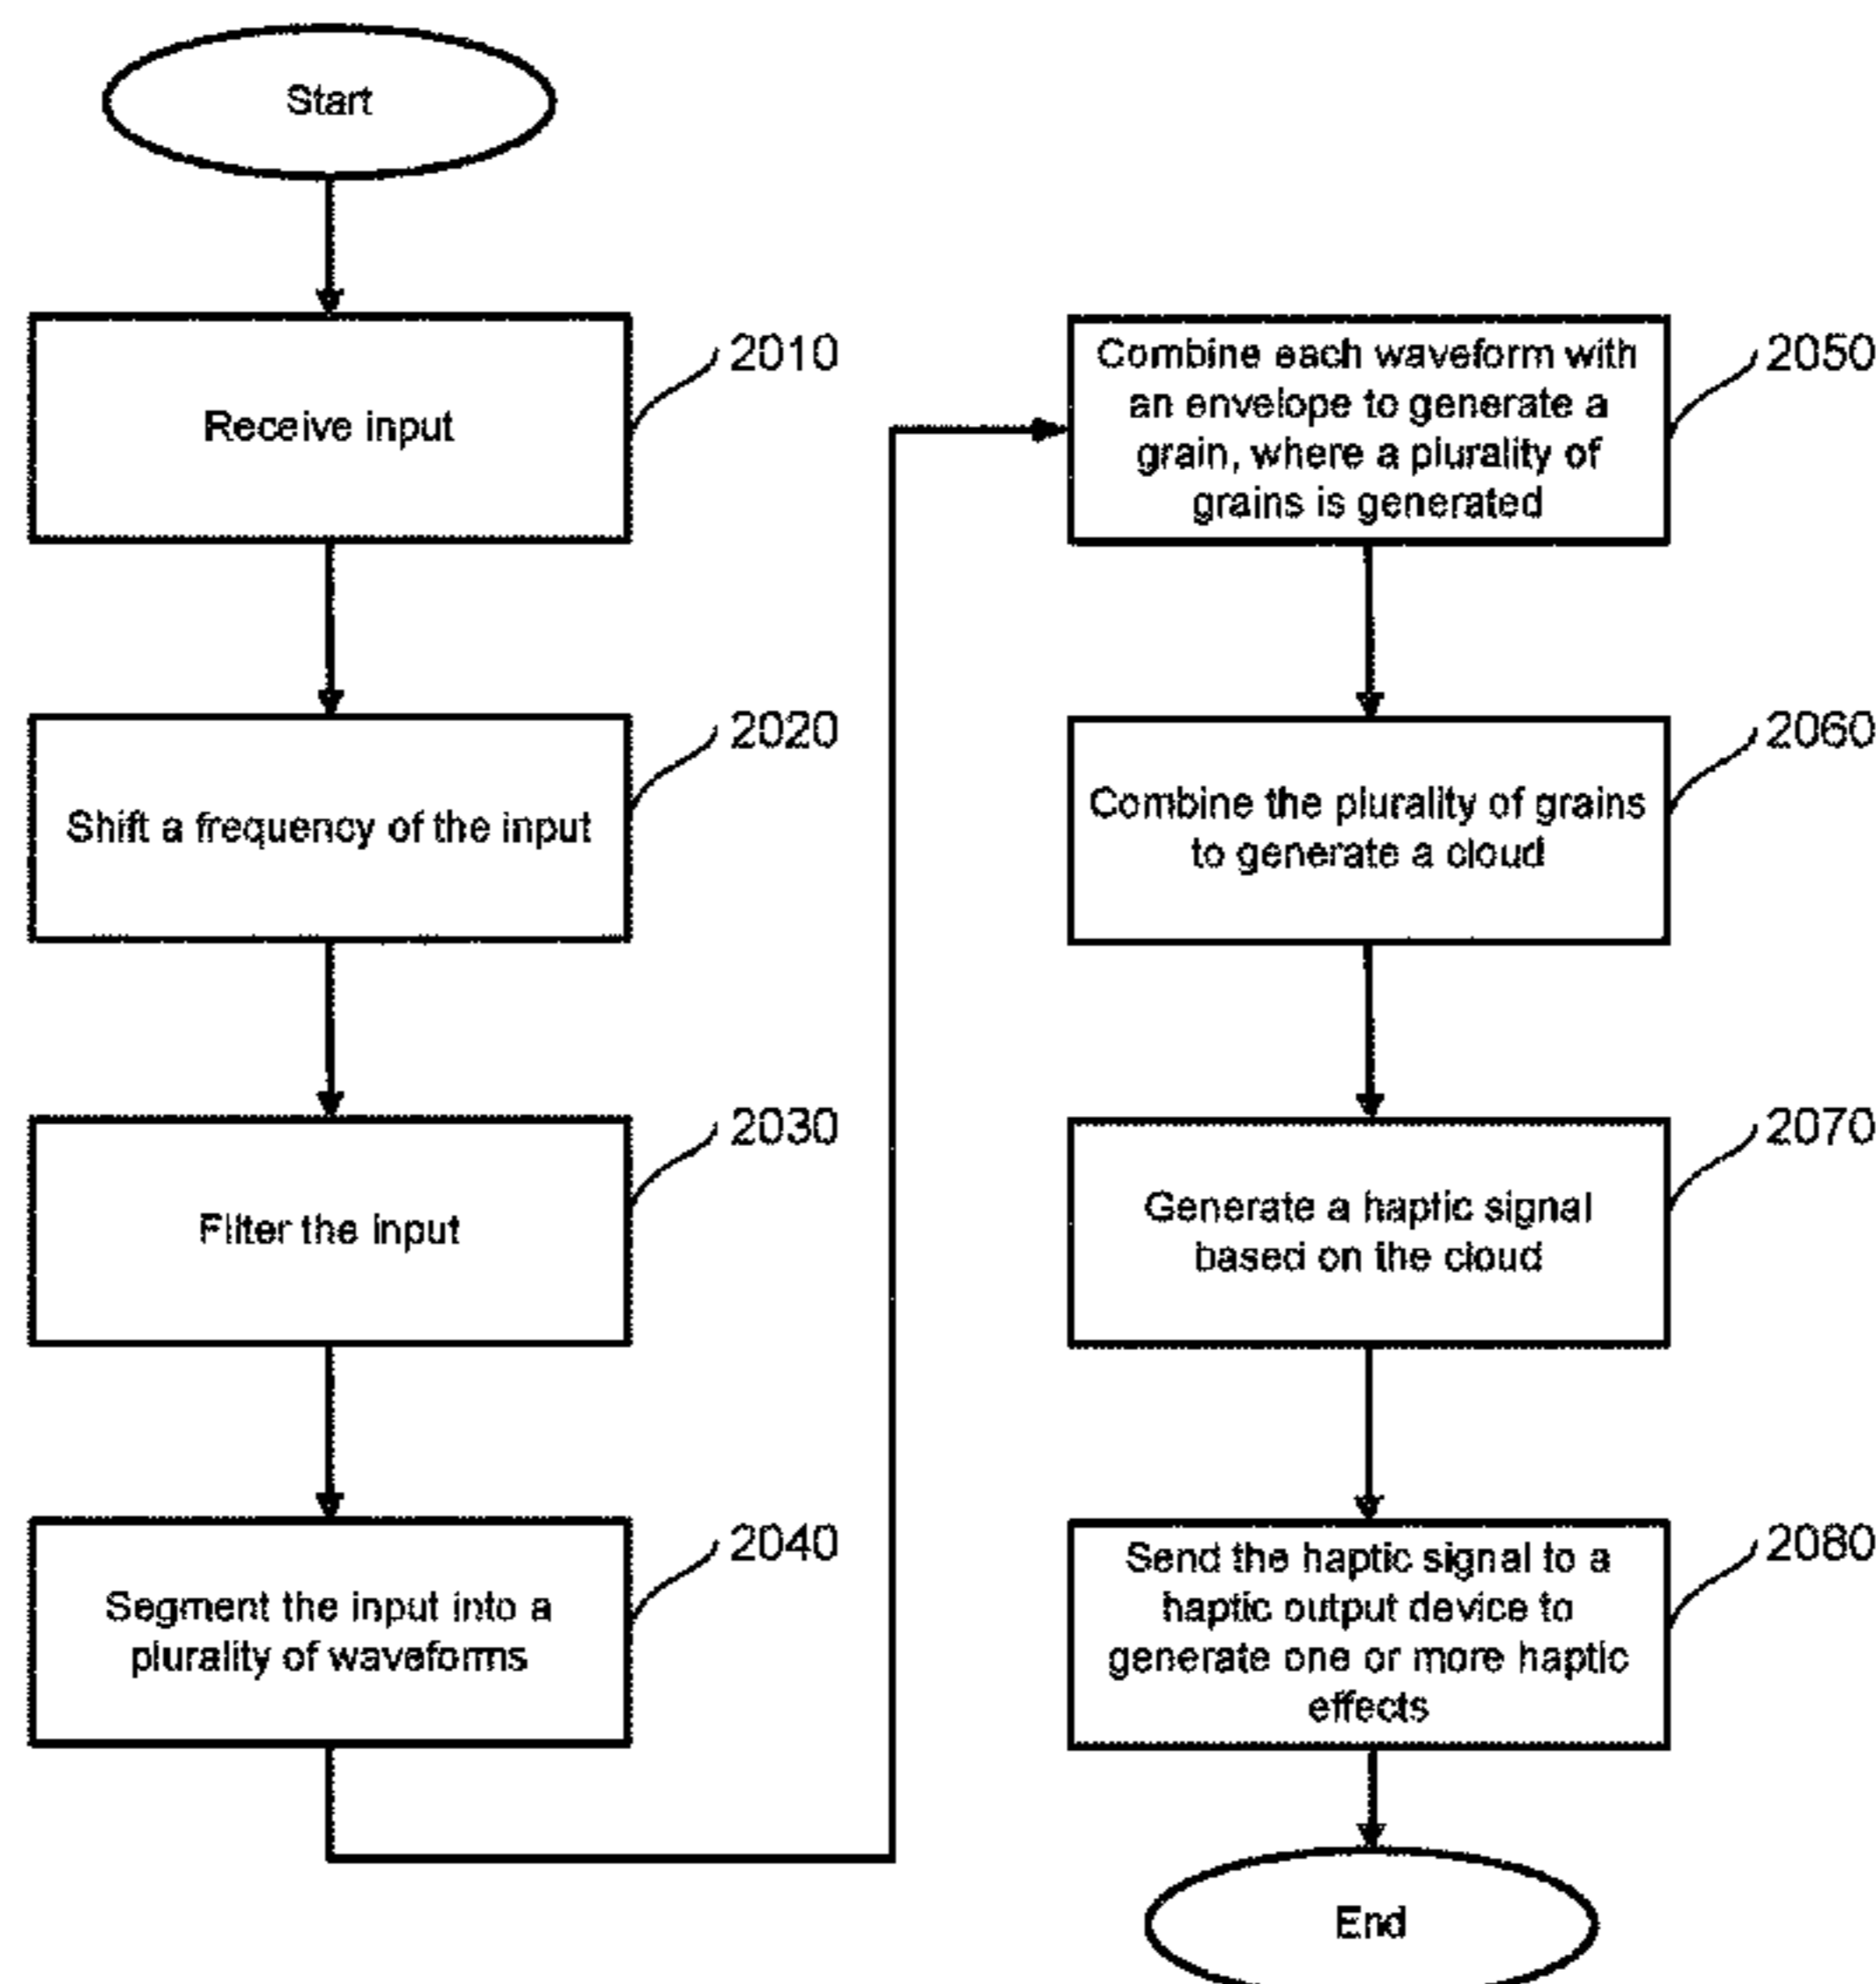 Start
Receive input
2010
Shift a frequency of the input
2020
Filter the input
2030
Segment the input into a
plurality of waveforms
2040
Combine each waveform with
an envelope to generate a
grain, where a plurality of
grains is generated
2050
Combine the plurality of grains
to generate a cloud
2060
Generate a haptic signal
based on the cloud
2070
Send the haptic signal to a
haptic output device to
generate one or more haptic
effects
2080
End